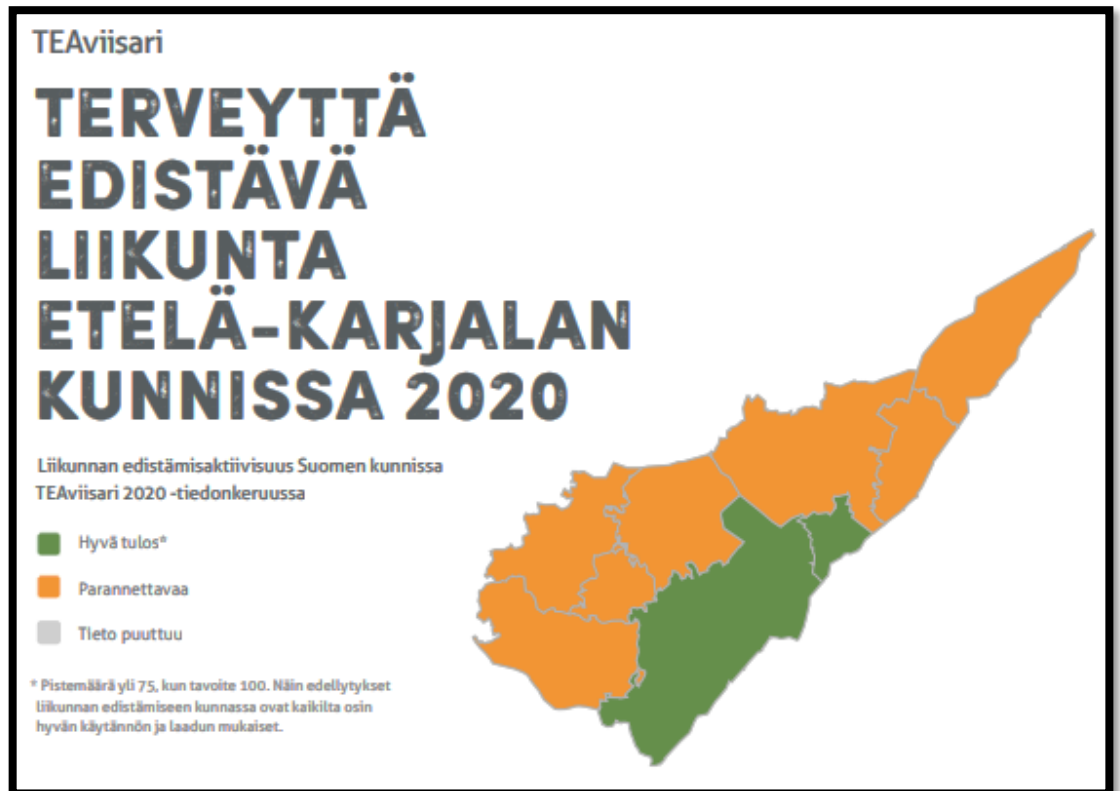 TEAviisari
TERVEYTTÄ
EDISTÄVÄ
LIIKUNTA
ETELÄ-KARJALAN
KUNNISSA 2020
Liikunnan edistämisaktiivisuus Suomen kunnissa
TEAviisari 2020 -tiedonkeruussa
Hyvä tulos*
Parannettavaa
Tieto puuttuu
* Pistemäärä yli 75, kun tavoite 100. Näin edellytykset
liikunnan edistämiseen kunnassa ovat kaikilta osin
hyvän käytännön ja laadun mukaiset.